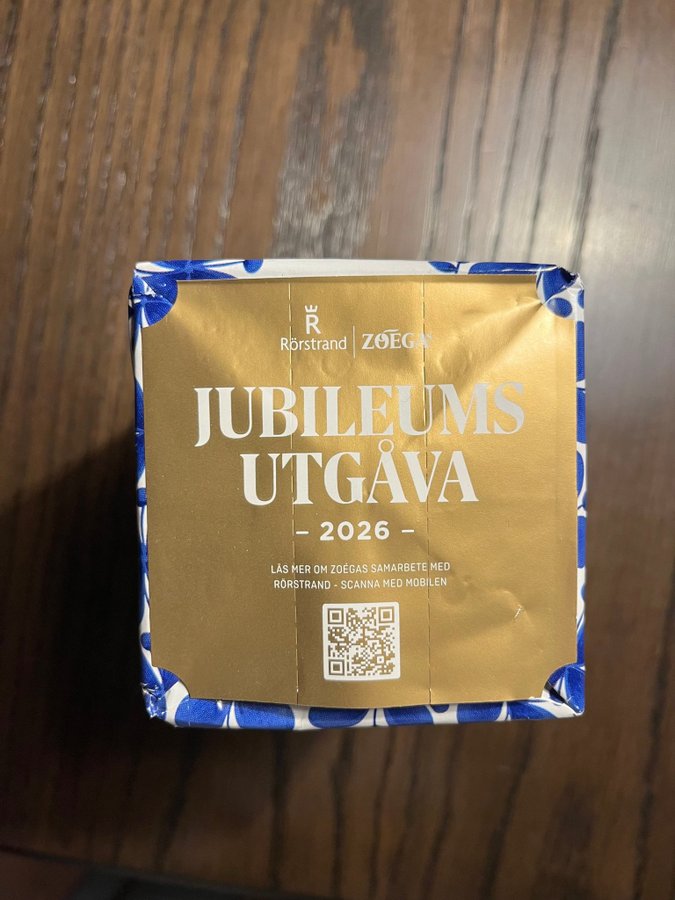 R
Rörstrand | ZOÉGAS
JUBILEUMS
UTGÅVA
– 2026 –
LÄS MER OM ZOÉGAS SAMARBETE MED
RÖRSTRAND - SCANNA MED MOBILEN